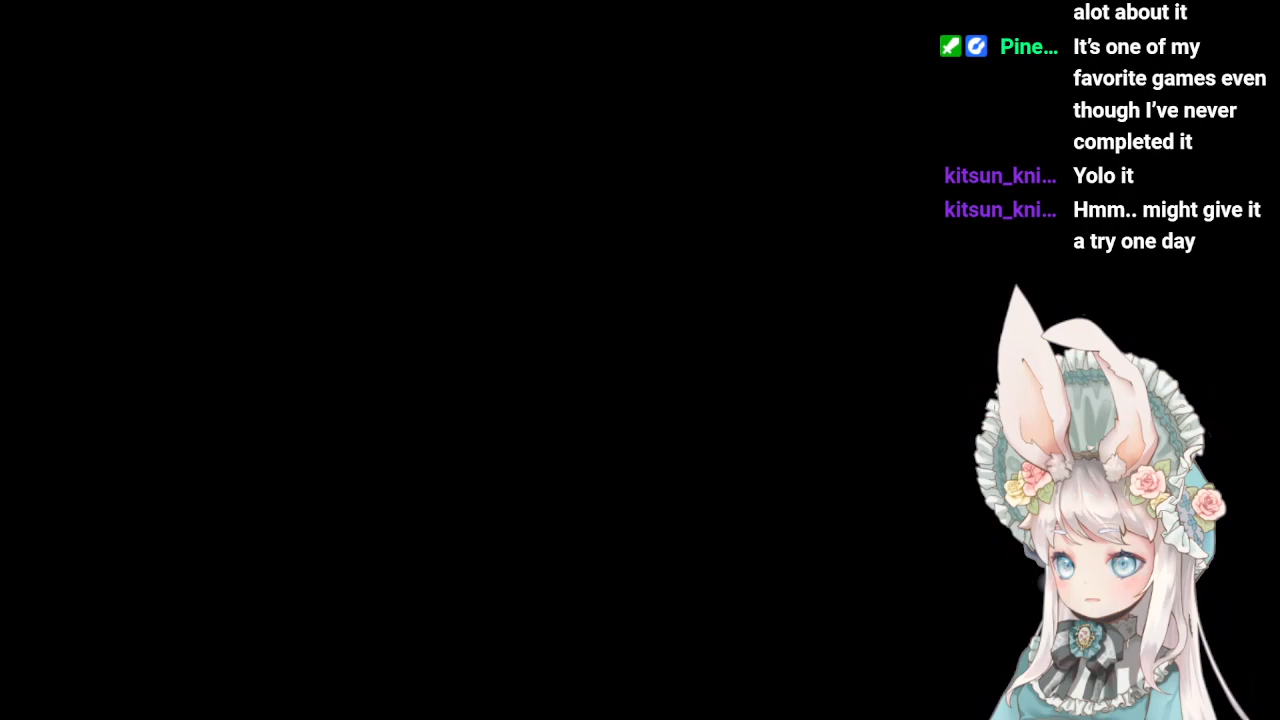 alot about it
Pine… It’s one of my
favorite games even
though I’ve never
completed it
kitsun_kni… Yolo it
kitsun_kni… Hmm.. might give it
a try one day